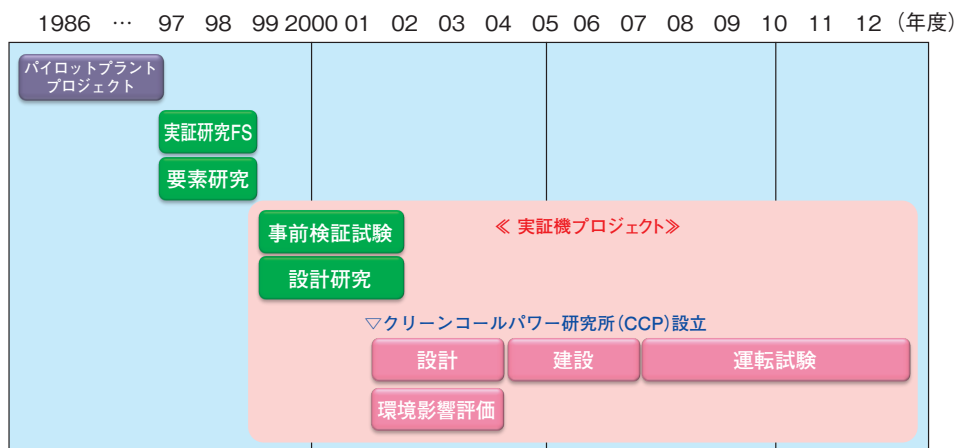 1986 … 97 98 99 2000 01 02 03 04 05 06 07 08 09 10 11 12 (年度)
パイロットプラント
プロジェクト
実証研究FS
要素研究
事前検証試験
≪ 実証機プロジェクト≫
設計研究
▽クリーンコールパワー研究所(CCP)設立
設計 建設 運転試験
環境影響評価